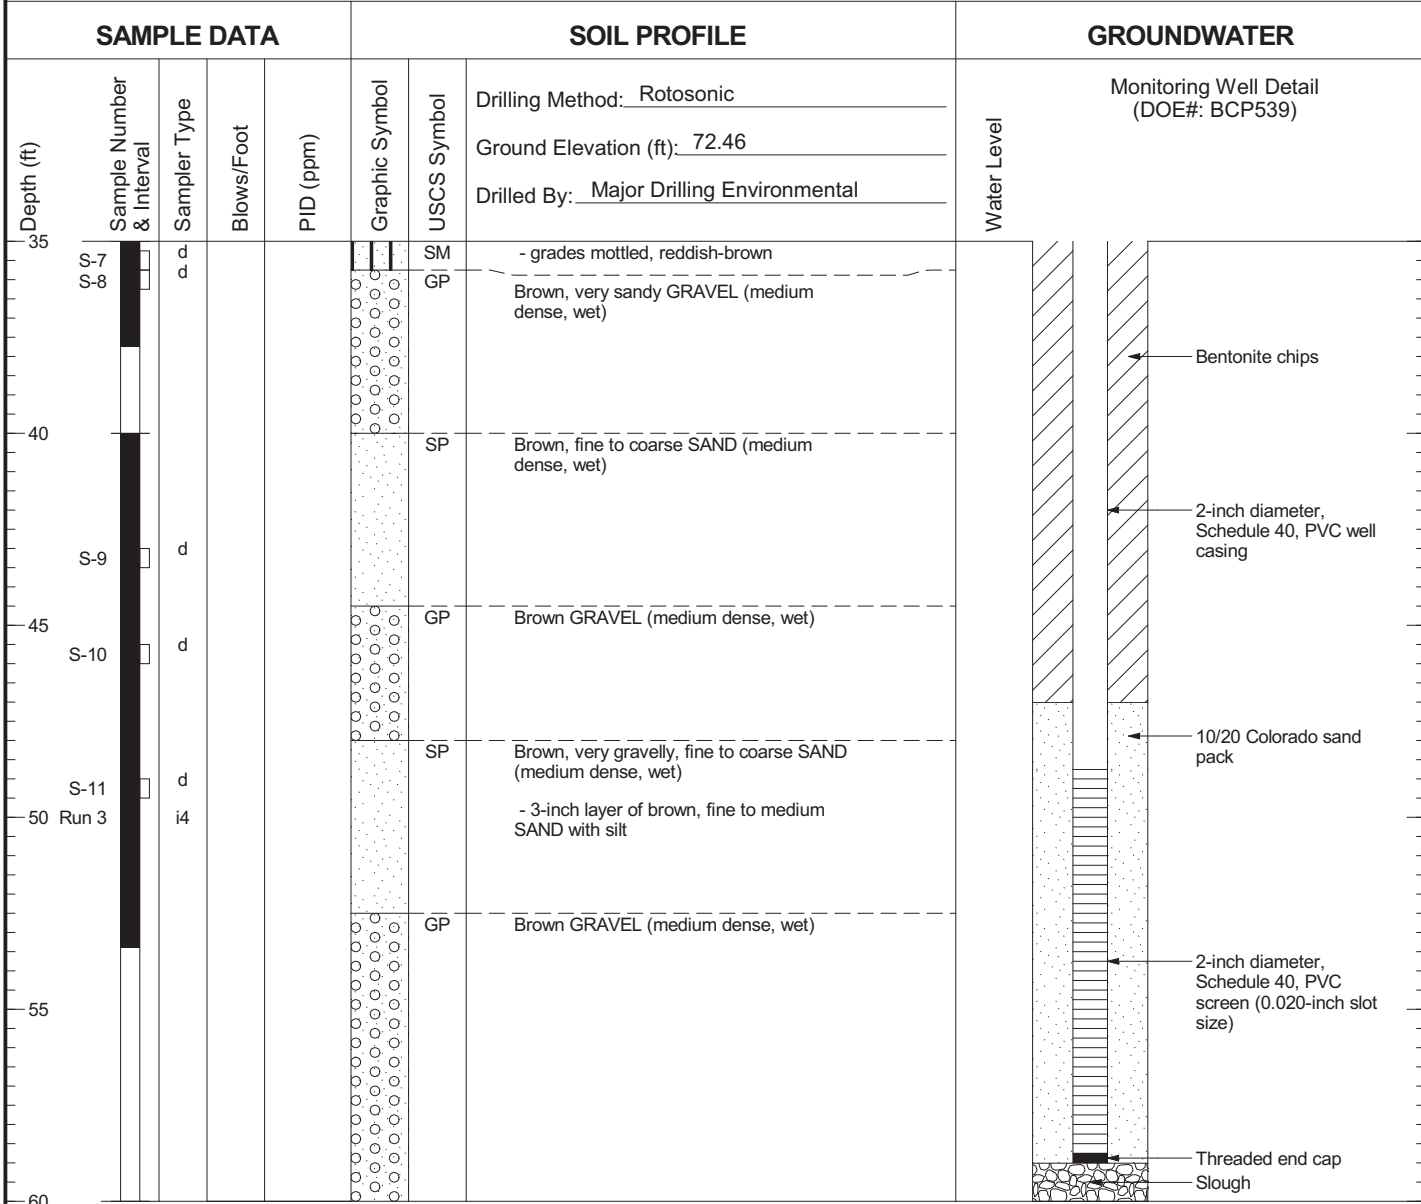 SAMPLE DATA
SOIL PROFILE
GROUNDWATER
Depth (ft)
Sample Number
& Interval
Sampler Type
Blows/Foot
PID (ppm)
Graphic Symbol
USCS Symbol
Drilling Method: Rotosonic
Ground Elevation (ft): 72.46
Drilled By: Major Drilling Environmental
Water Level
Monitoring Well Detail
(DOE#: BCP539)
35
S-7
d
SM
- grades mottled, reddish-brown
S-8
d
GP
Brown, very sandy GRAVEL (medium
dense, wet)
Bentonite chips
40
SP
Brown, fine to coarse SAND (medium
dense, wet)
2-inch diameter,
Schedule 40, PVC well
casing
S-9
d
45
GP
Brown GRAVEL (medium dense, wet)
S-10
d
10/20 Colorado sand
pack
SP
Brown, very gravelly, fine to coarse SAND
(medium dense, wet)
S-11
d
- 3-inch layer of brown, fine to medium
SAND with silt
50
Run 3
i4
GP
Brown GRAVEL (medium dense, wet)
2-inch diameter,
Schedule 40, PVC
screen (0.020-inch slot
size)
55
Threaded end cap
Slough
60